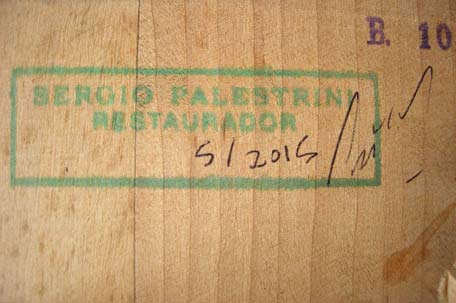 B. 10
SERGIO PALESTRINI
RESTAURADOR
5/2015